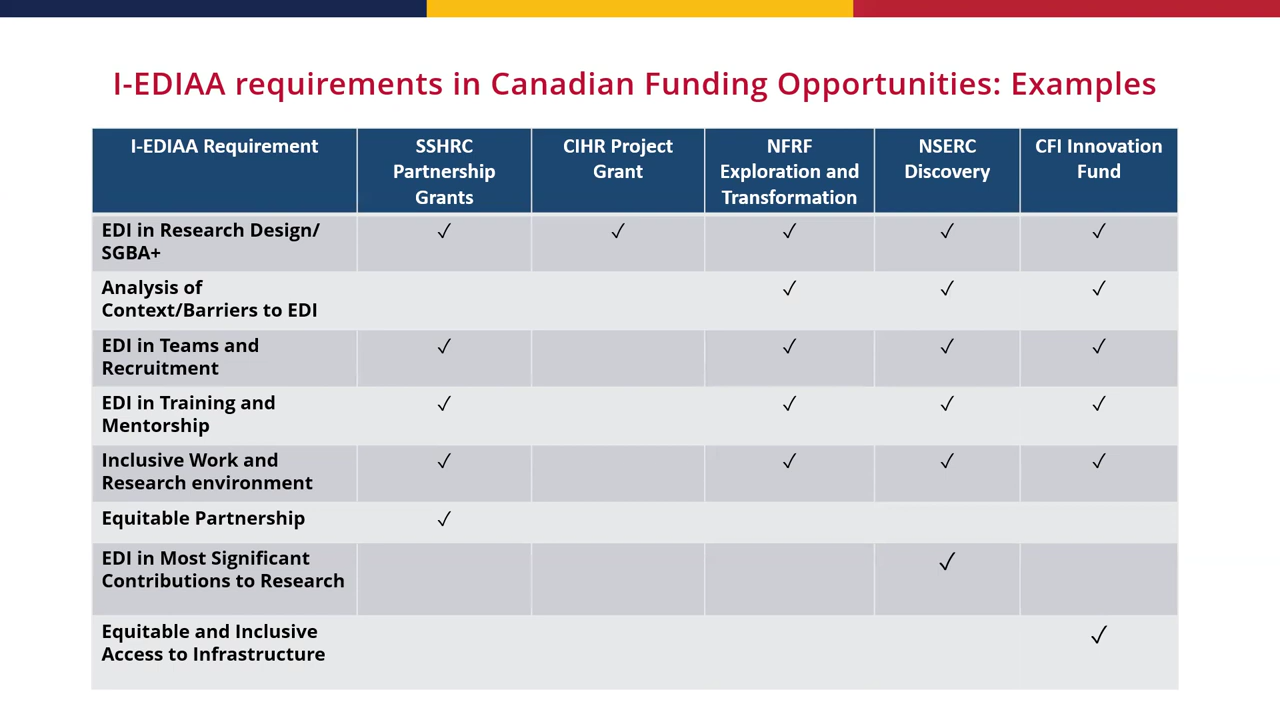 I-EDIAA requirements in Canadian Funding Opportunities: Examples
I-EDIAA Requirement
SSHRC
Partnership
Grants
CIHR Project
Grant
NFRF
Exploration and
Transformation
NSERC
Discovery
CFI Innovation
Fund
EDI in Research Design/
SGBA+
✓ ✓ ✓ ✓ ✓
Analysis of
Context/Barriers to EDI
✓ ✓ ✓
EDI in Teams and
Recruitment
✓ ✓ ✓ ✓
EDI in Training and
Mentorship
✓ ✓ ✓ ✓
Inclusive Work and
Research environment
✓ ✓ ✓ ✓
Equitable Partnership
✓
EDI in Most Significant
Contributions to Research
✓
Equitable and Inclusive
Access to Infrastructure
✓